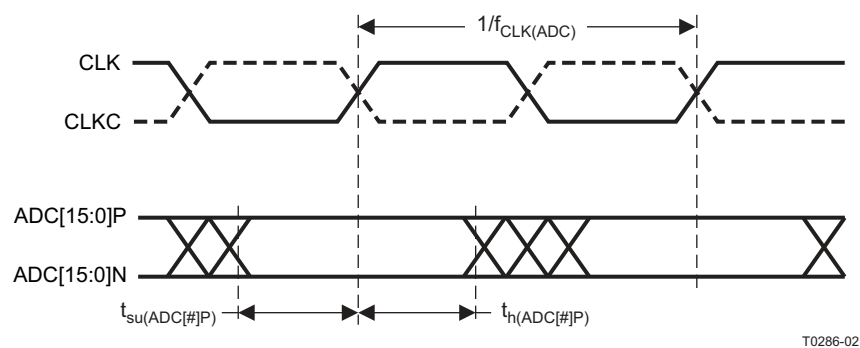 1/fCLK(ADC)
CLK
CLKC
ADC[15:0]P
ADC[15:0]N
tsu(ADC[#]P)
th(ADC[#]P)
T0286-02